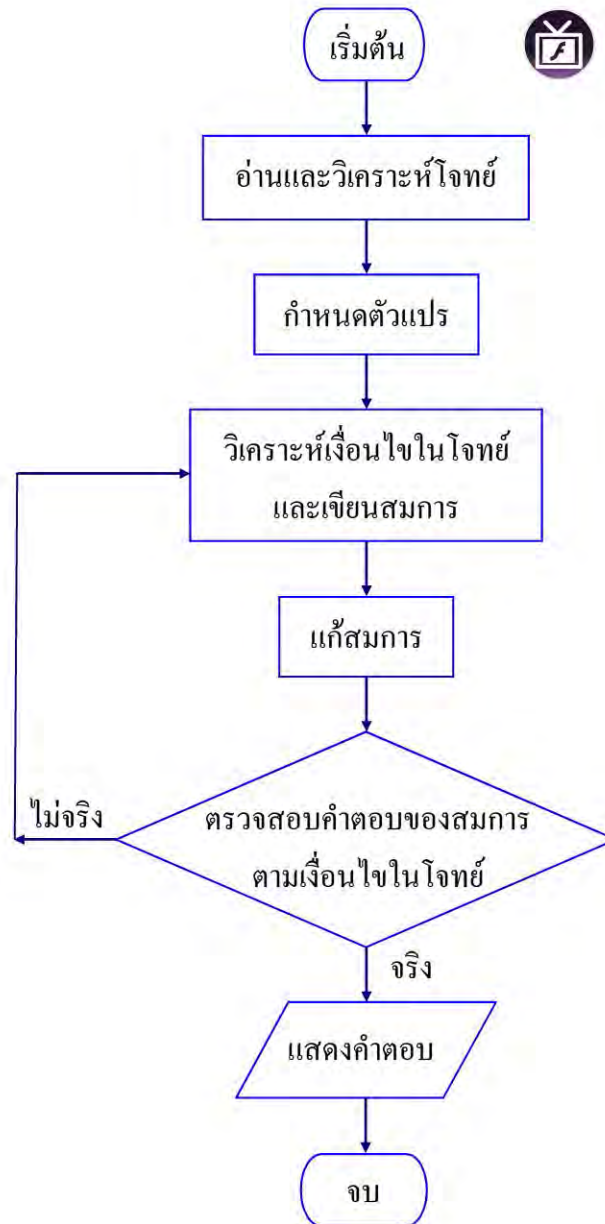 เริ่มต้น
อ่านและวิเคราะห์โจทย์
กำหนดตัวแปร
วิเคราะห์เงื่อนไขในโจทย์
และเขียนสมการ
แก้สมการ
ไม่จริง
ตรวจสอบคำตอบของสมการ
ตามเงื่อนไขในโจทย์
จริง
แสดงคำตอบ
จบ